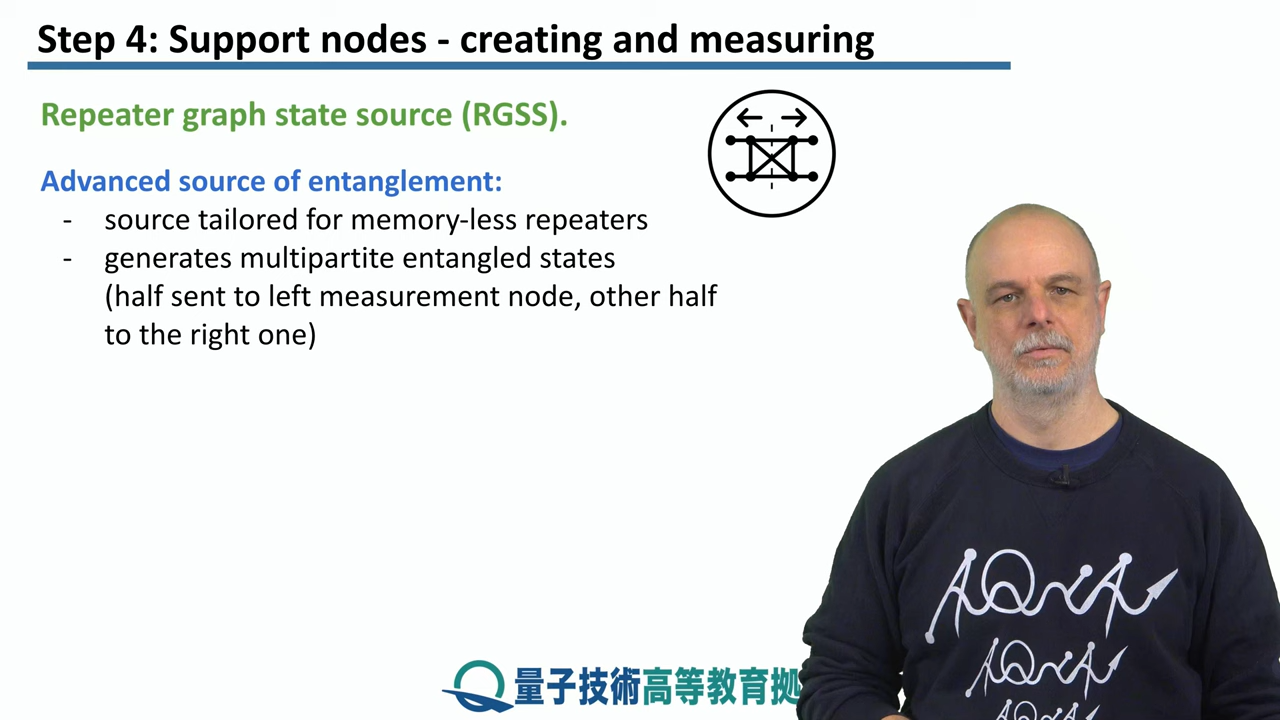 Step 4: Support nodes - creating and measuring
Repeater graph state source (RGSS).
Advanced source of entanglement:
- source tailored for memory-less repeaters
- generates multipartite entangled states
(half sent to left measurement node, other half
to the right one)
AQUA
AQUA
量子技術高等教育拠